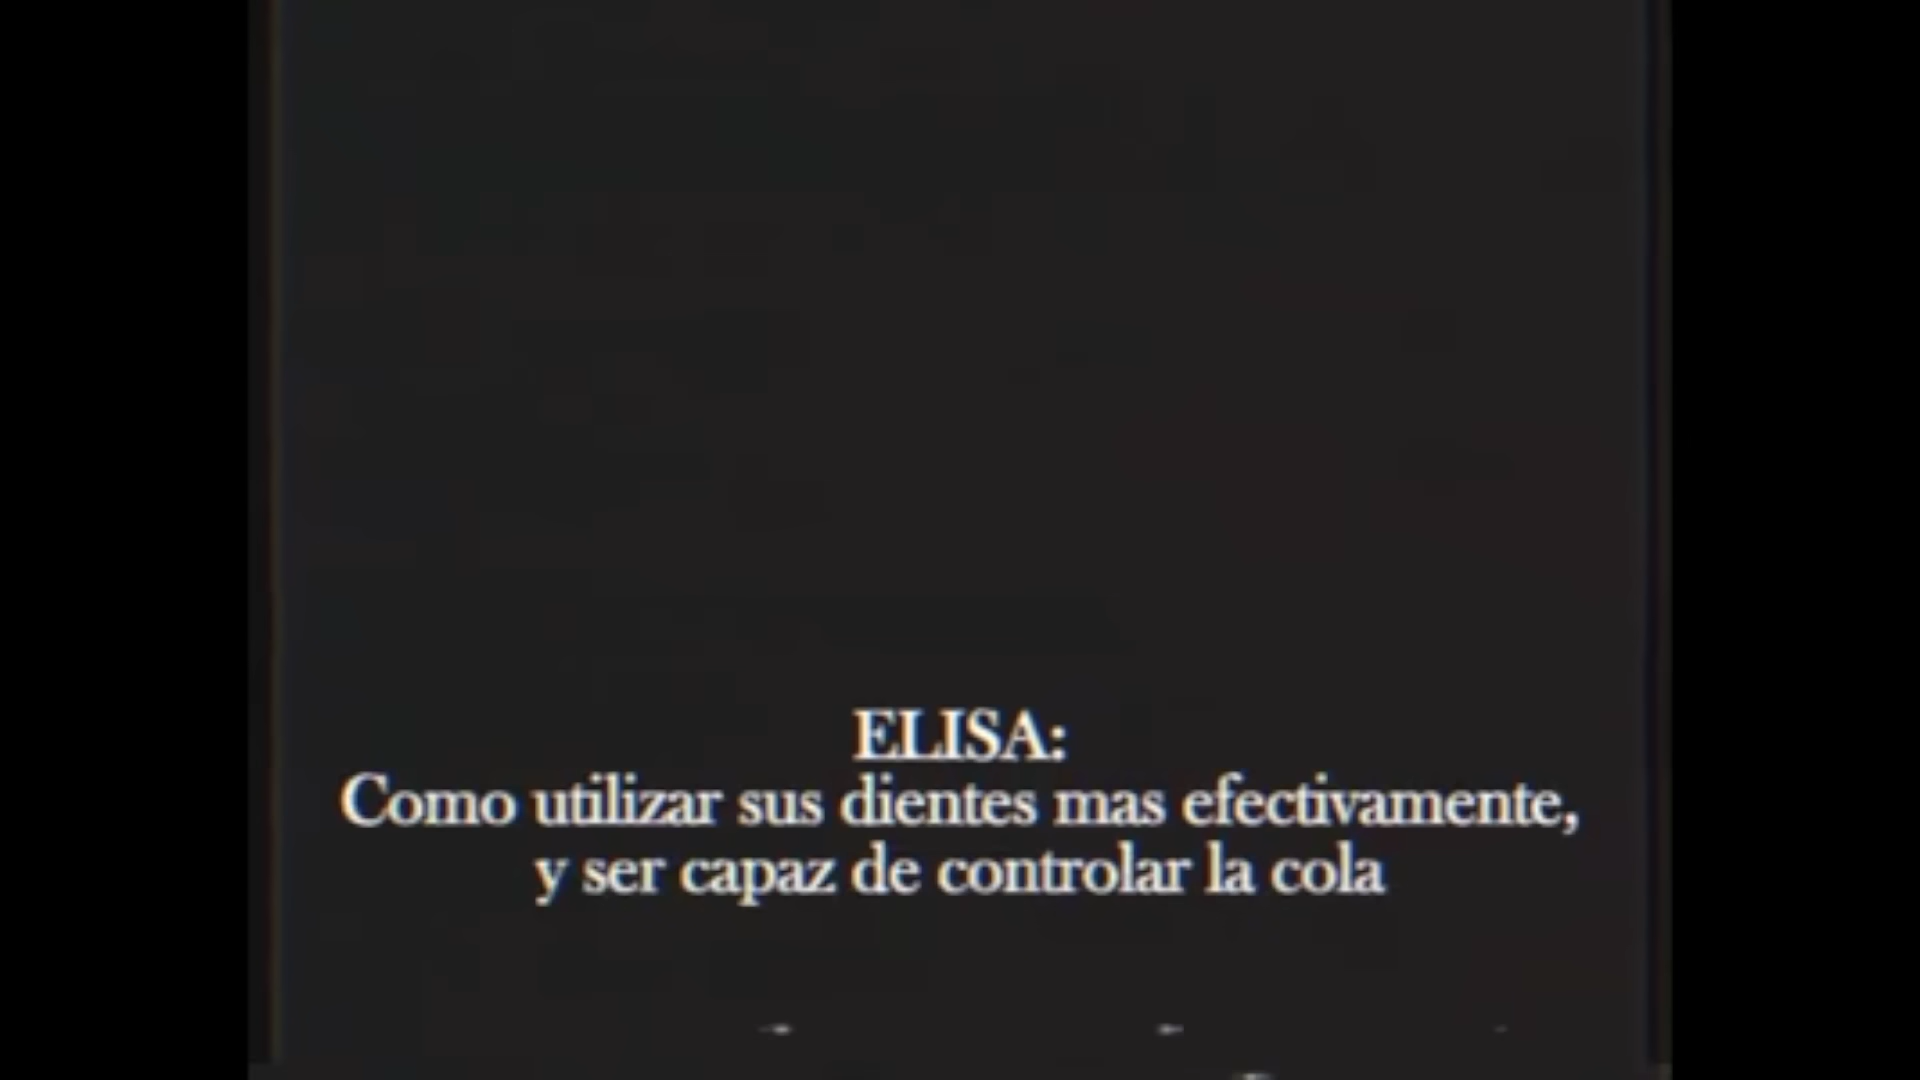 ELISA:
Como utilizar sus dientes mas efectivamente,
y ser capaz de controlar la cola